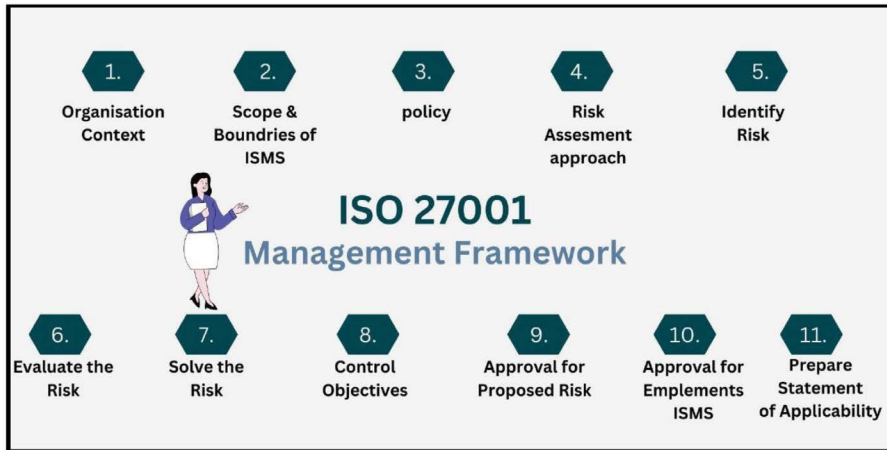 1.
Organisation
Context
2.
Scope &
Boundries of
ISMS
3.
policy
4.
Risk
Assesment
approach
5.
Identify
Risk
ISO 27001
Management Framework
6.
Evaluate the
Risk
7.
Solve the
Risk
8.
Control
Objectives
9.
Approval for
Proposed Risk
10.
Approval for
Emplements
ISMS
11.
Prepare
Statement
of Applicability